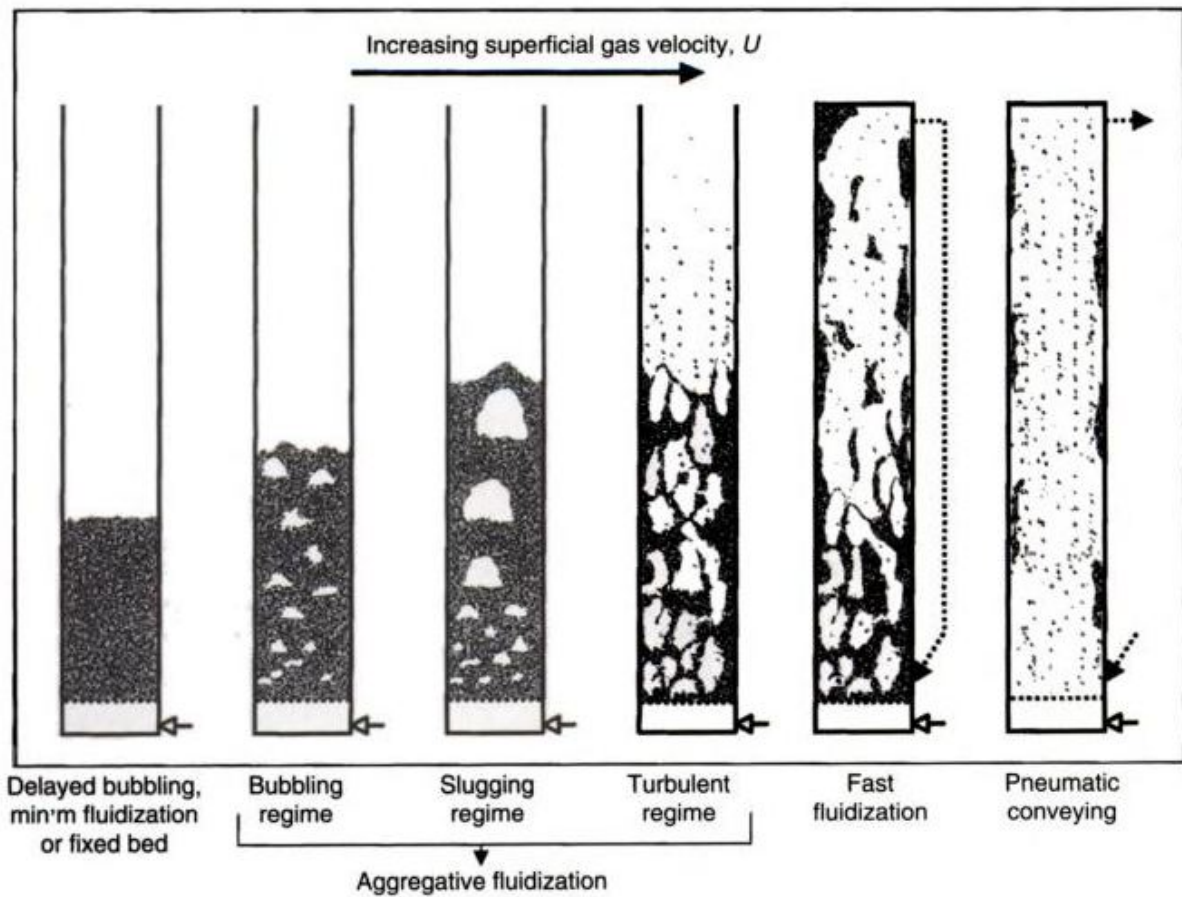 Increasing superficial gas velocity, U
Delayed bubbling,
min'm fluidization
or fixed bed
Bubbling
regime
Slugging
regime
Turbulent
regime
Fast
fluidization
Pneumatic
conveying
Aggregative fluidization